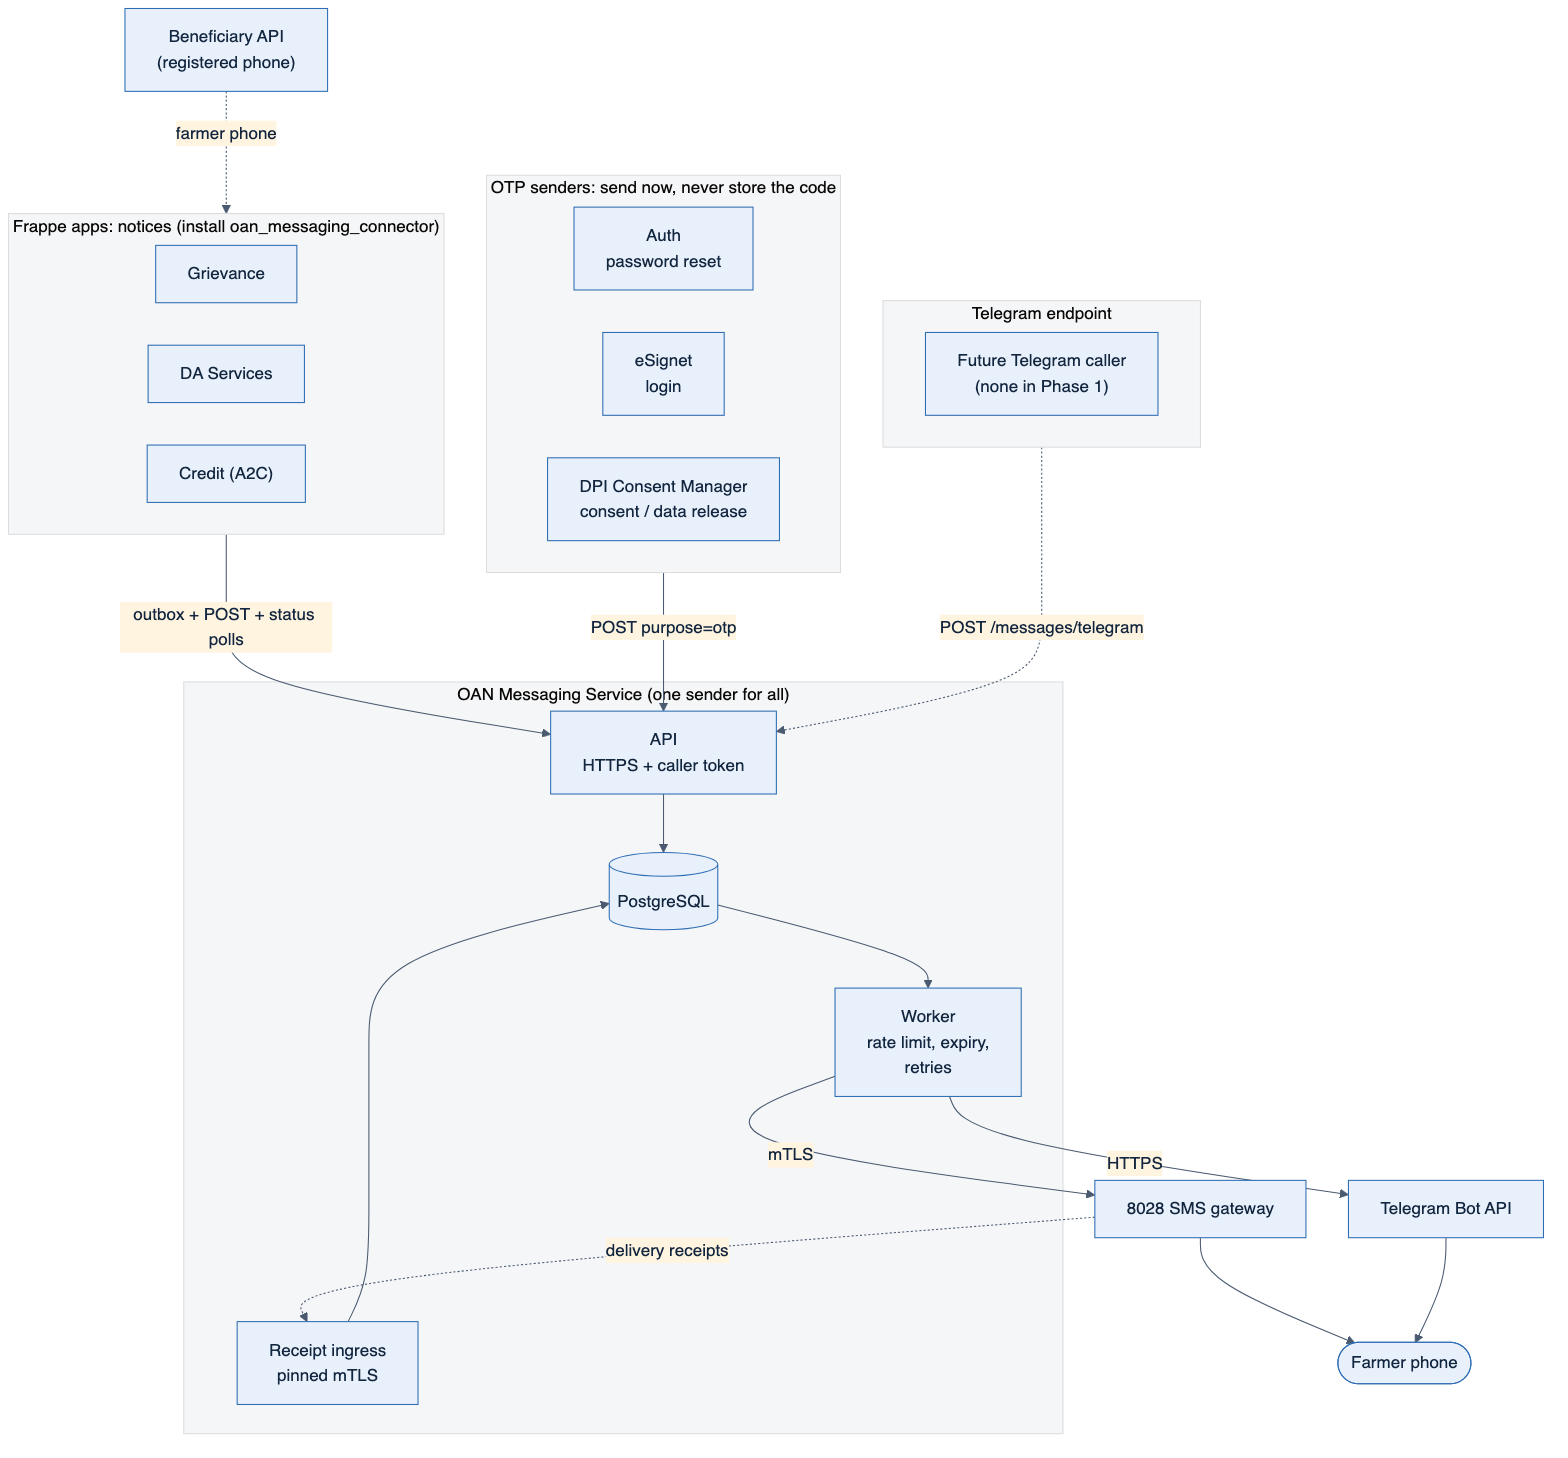 Beneficiary API
(registered phone)
farmer phone
Frappe apps: notices (install oan_messaging_connector)
Grievance
DA Services
Credit (A2C)
OTP senders: send now, never store the code
Auth
password reset
eSignet
login
DPI Consent Manager
consent / data release
Telegram endpoint
Future Telegram caller
(none in Phase 1)
outbox + POST + status
polls
POST purpose=otp
POST /messages/telegram
OAN Messaging Service (one sender for all)
API
HTTPS + caller token
PostgreSQL
Worker
rate limit, expiry,
retries
mTLS
HTTPS
8028 SMS gateway
Telegram Bot API
delivery receipts
Receipt ingress
pinned mTLS
Farmer phone